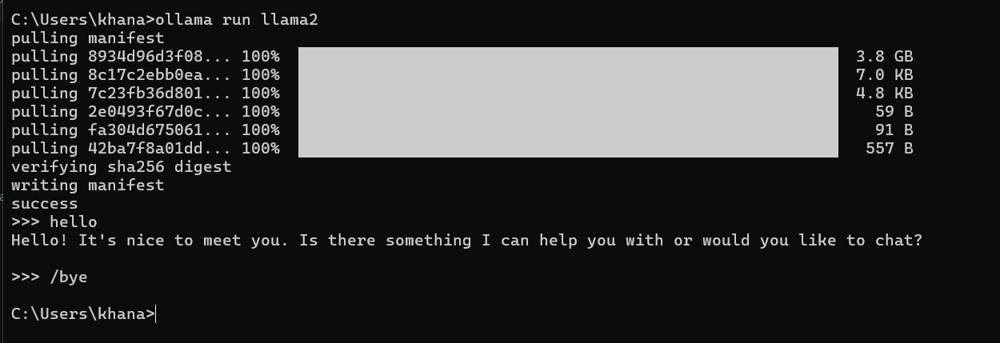 C:\Users\khana>ollama run llama2
pulling manifest
pulling 8934d96d3f08... 100% 3.8 GB
pulling 8c17c2ebb0ea... 100% 7.0 KB
pulling 7c23fb36d801... 100% 4.8 KB
pulling 2e0493f67d0c... 100% 59 B
pulling fa304d675061... 100% 91 B
pulling 42ba7f8a01dd... 100% 557 B
verifying sha256 digest
writing manifest
success
>>> hello
Hello! It's nice to meet you. Is there something I can help you with or would you like to chat?
>>> /bye
C:\Users\khana>